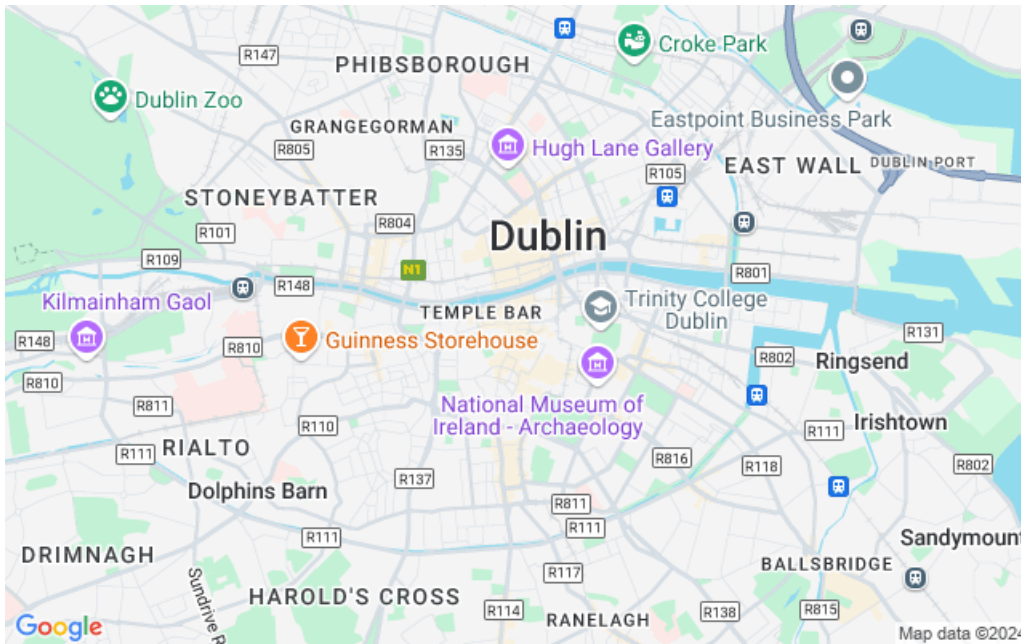 R147
PHIBSBOROUGH
Croke Park
Dublin Zoo
Eastpoint Business Park
GRANGEGORMAN
R805
R135
Hugh Lane Gallery
EAST WALL
DUBLIN PORT
R105
STONEYBATTER
R804
R101
Dublin
R109
N1
R801
R148
Kilmainham Gaol
TEMPLE BAR
Trinity College
Dublin
R131
R148
R810
Guinness Storehouse
R802
Ringsend
R810
R811
National Museum of
Ireland - Archaeology
R110
R111
Irishtown
R111
RIALTO
R816
R118
R802
R137
Dolphins Barn
R811
R111
R111
Sandymount
DRIMNAGH
BALLSBRIDGE
Sundrive R
R117
HAROLD'S CROSS
R114
RANELAGH
R138
R815
Google
Map data ©2024